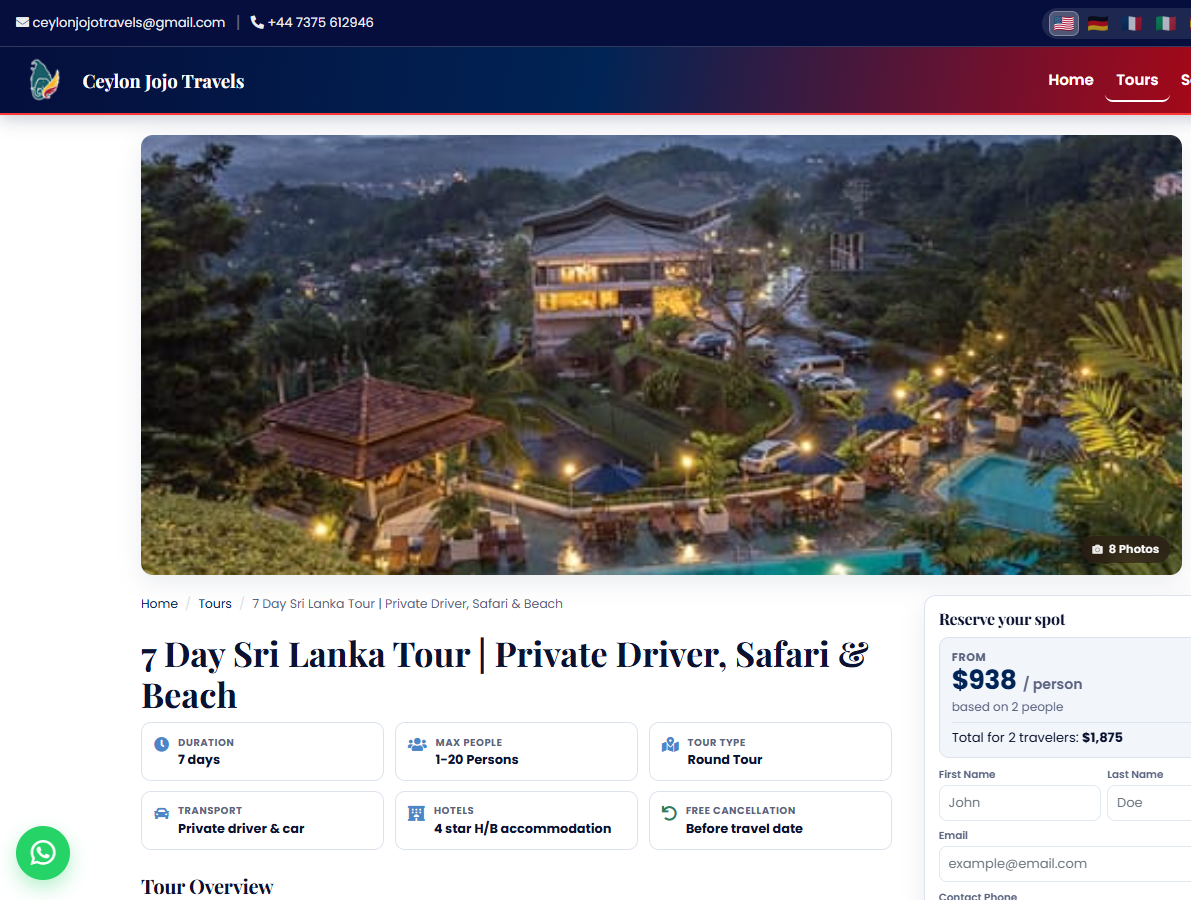 ceylonjojotravels@gmail.com | +44 7375 612946
Ceylon Jojo Travels
Home Tours
8 Photos
Home / Tours / 7 Day Sri Lanka Tour | Private Driver, Safari & Beach
7 Day Sri Lanka Tour | Private Driver, Safari &
Beach
DURATION
7 days
MAX PEOPLE
1-20 Persons
TOUR TYPE
Round Tour
TRANSPORT
Private driver & car
HOTELS
4 star H/B accommodation
FREE CANCELLATION
Before travel date
Tour Overview
Reserve your spot
FROM
$938 / person
based on 2 people
Total for 2 travelers: $1,875
First Name Last Name
John Doe
Email
example@email.com
Contact Phone